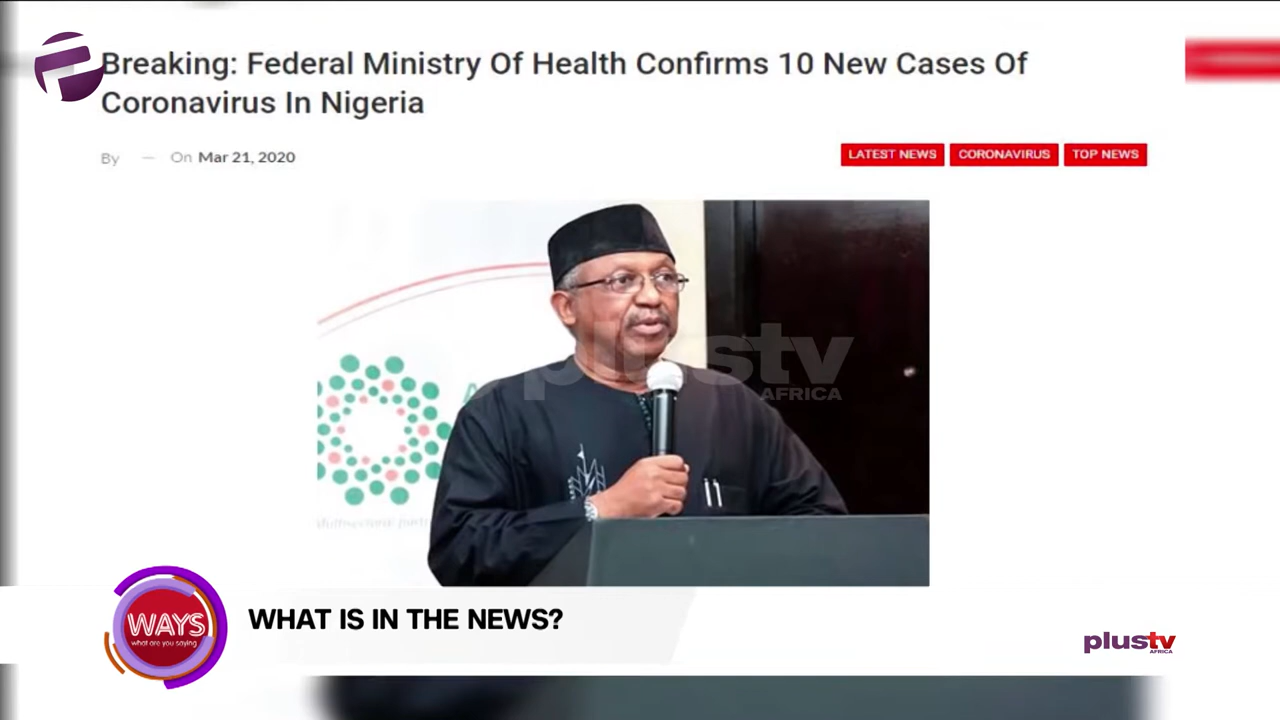 Breaking: Federal Ministry Of Health Confirms 10 New Cases Of
Coronavirus In Nigeria
By — On Mar 21, 2020
LATEST NEWS CORONAVIRUS TOP NEWS
plustv
AFRICA
WAYS
what are you saying
WHAT IS IN THE NEWS?
plustv
AFRICA